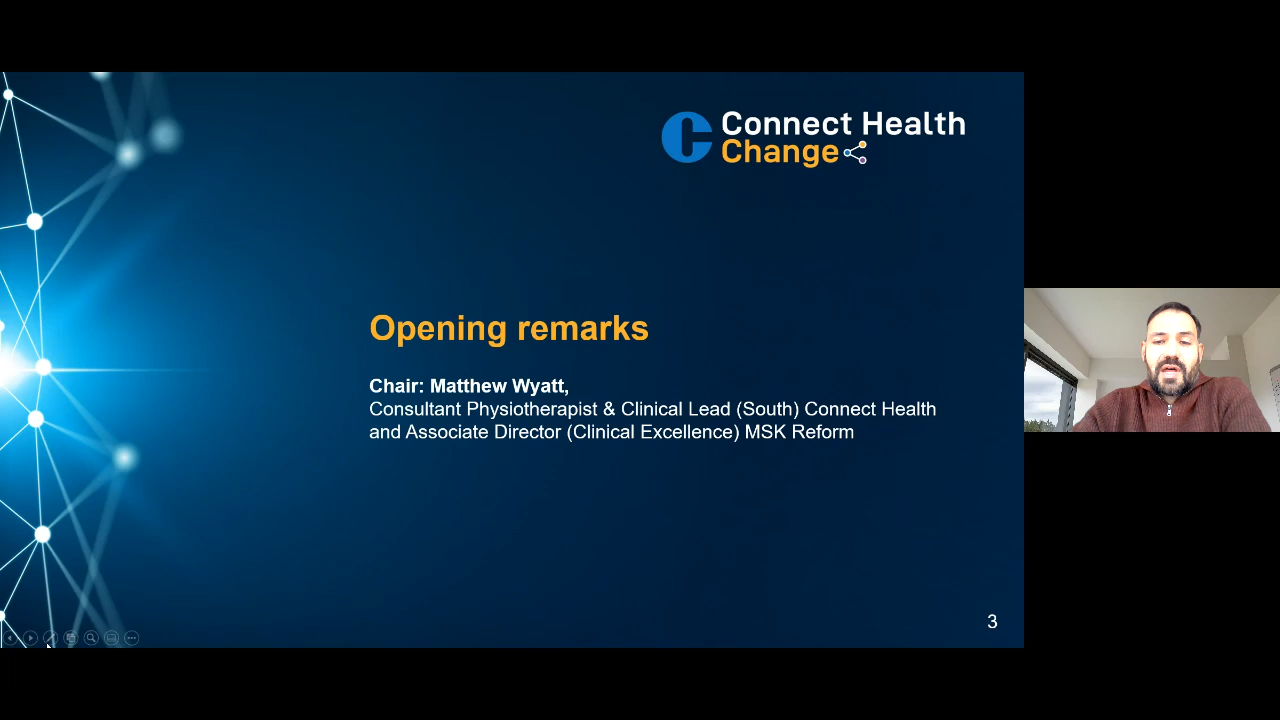 Connect Health
Change
Opening remarks
Chair: Matthew Wyatt,
Consultant Physiotherapist & Clinical Lead (South) Connect Health
and Associate Director (Clinical Excellence) MSK Reform
3